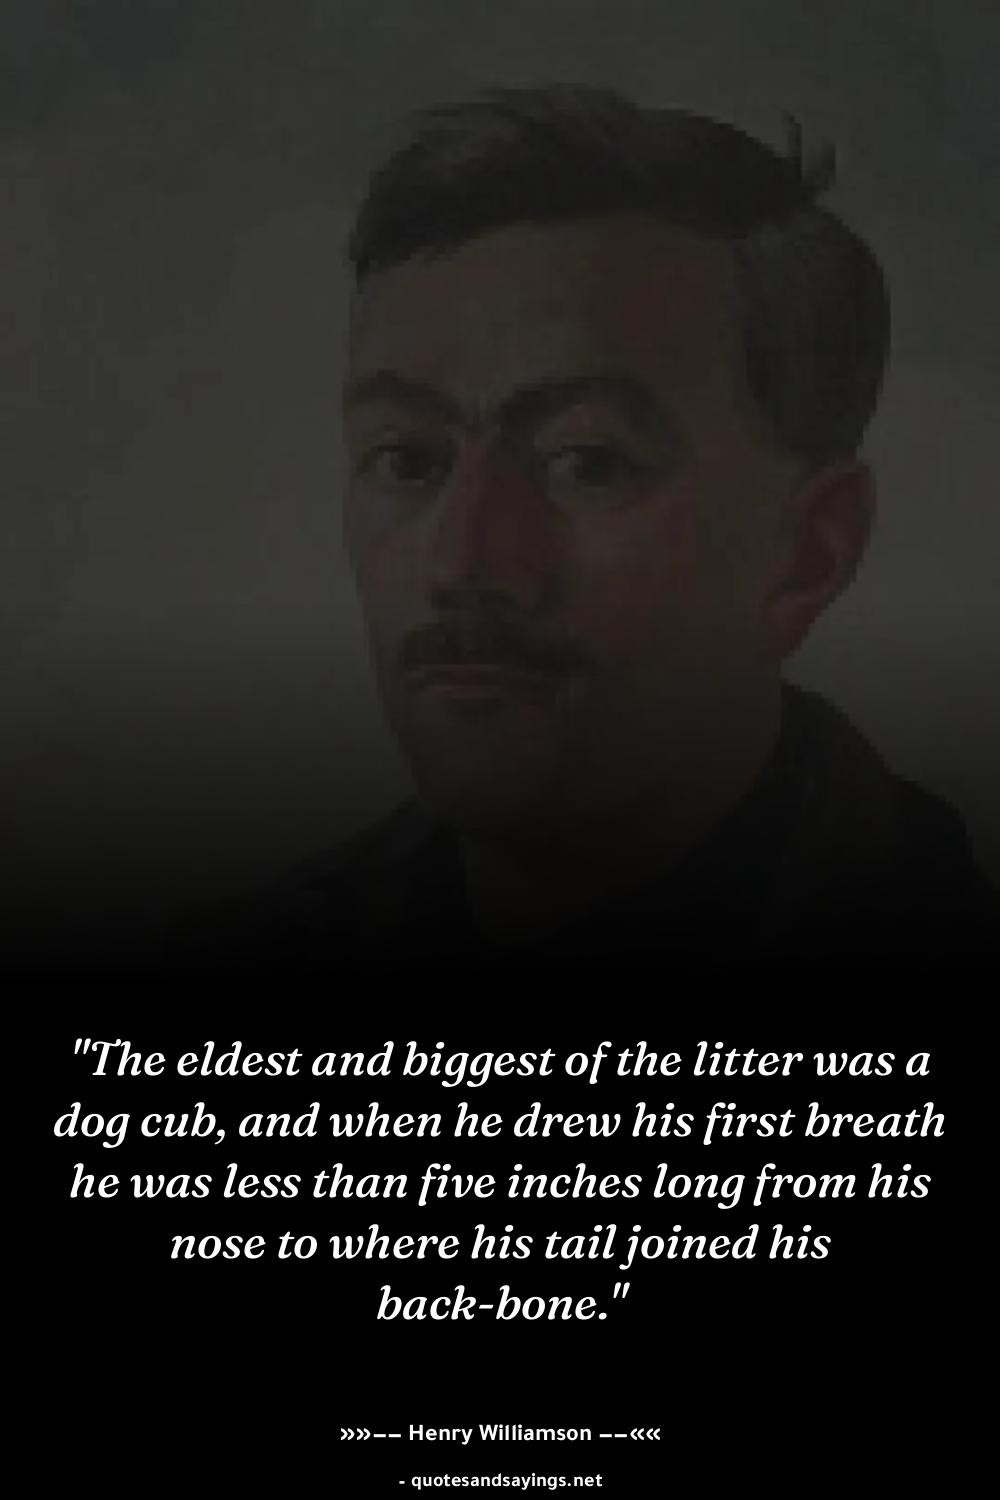 "The eldest and biggest of the litter was a
dog cub, and when he drew his first breath
he was less than five inches long from his
nose to where his tail joined his
back-bone."
»»–– Henry Williamson ––««
- quotesandsayings.net